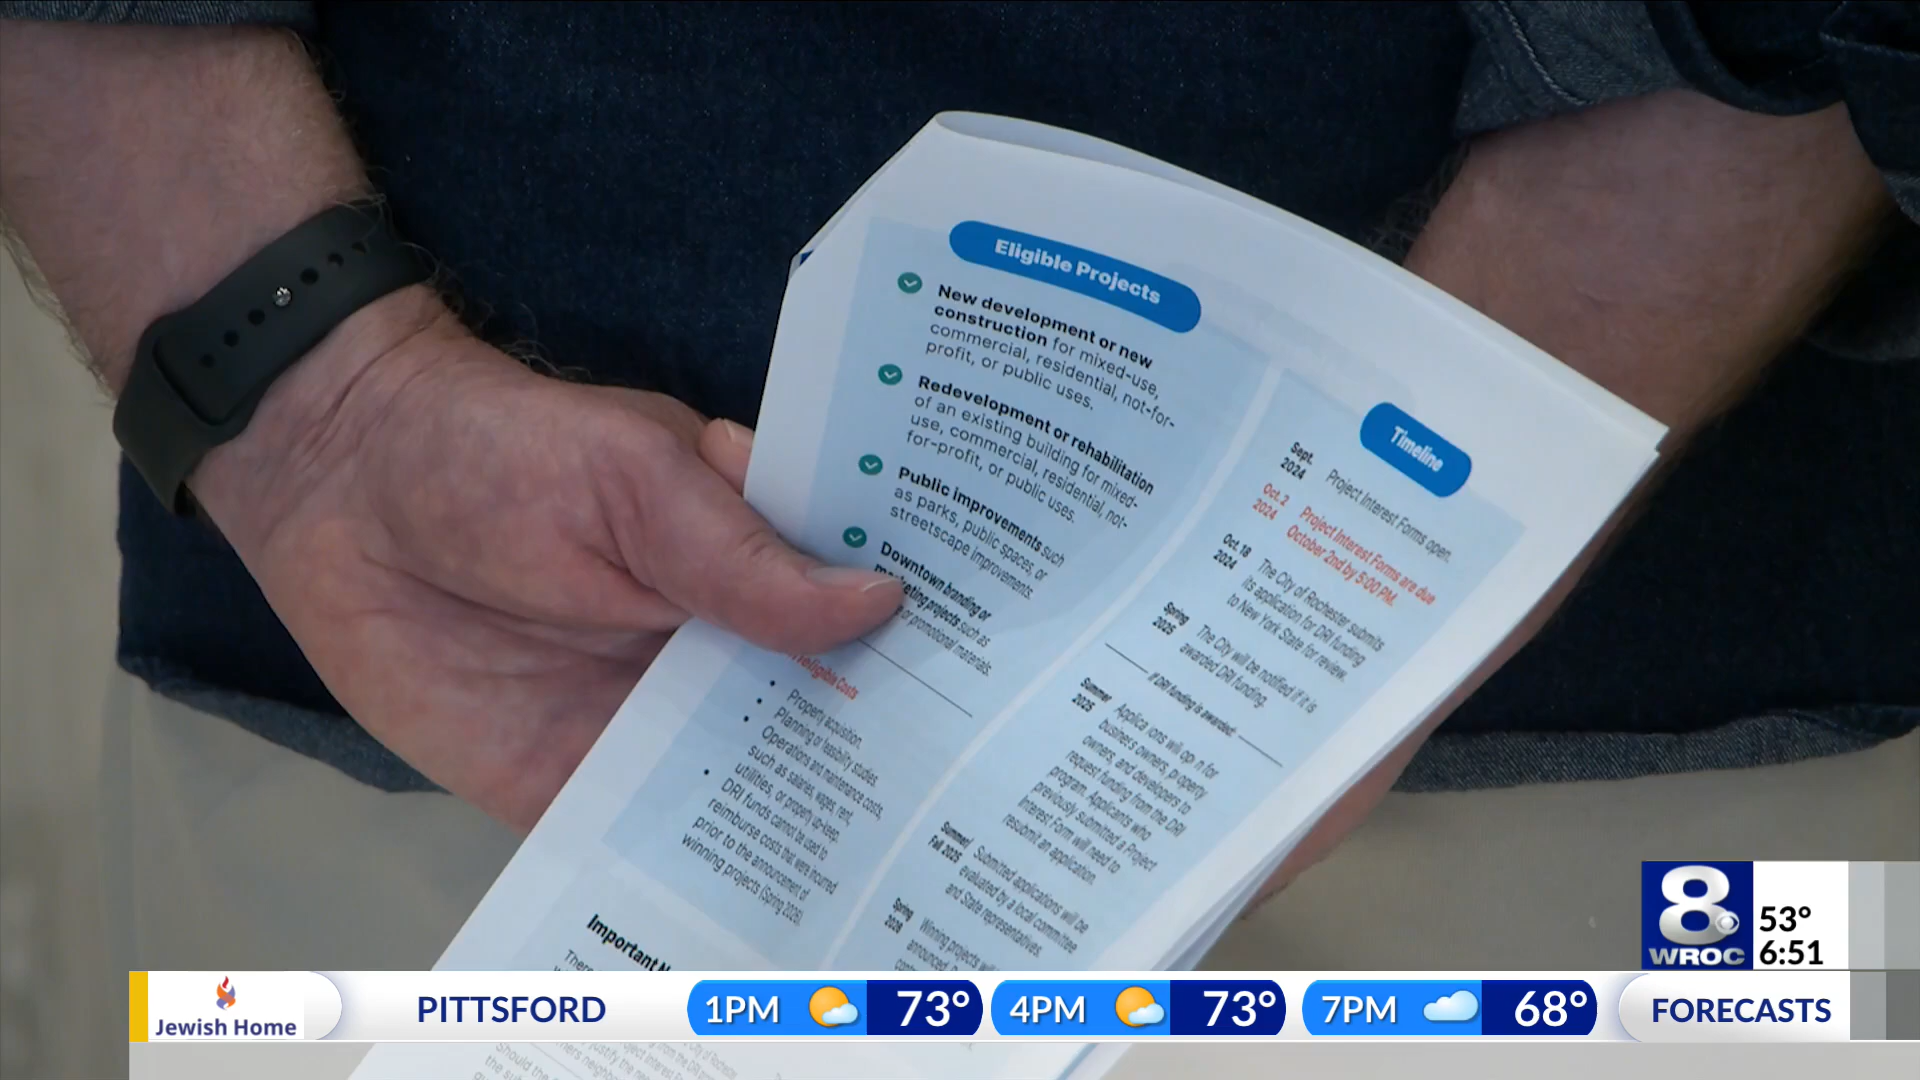 Eligible Projects
New development or new
construction for mixed-use,
commercial, residential, not-for-
profit, or public uses.
Redevelopment or rehabilitation
of an existing building for mixed-
use, commercial, residential, not-
for-profit, or public uses.
Public improvements such
as parks, public spaces, or
streetscape improvements.
Downtown branding or
marketing projects such as
or promotional materials.
Ineligible Costs
Property acquisition.
Planning or feasibility studies.
Operations and maintenance costs,
such as salaries, wages, rent,
utilities, or property up-keep.
DRI funds cannot be used to
reimburse costs that were incurred
prior to the announcement of
winning projects (Spring 2026).
Important
Timeline
Sept.
2024
Project Interest Forms open.
Oct. 2
2024
Project Interest Forms are due
October 2nd by 5:00 PM.
Oct. 18
2024
The City of Rochester submits
its application for DRI funding
to New York State for review.
Spring
2025
The City will be notified if it is
awarded DRI funding.
If DRI funding is awarded:
Summer
2025
Applica ions will op n for
business owners, p operty
owners, and developers to
request funding from the DRI
program. Applicants who
previously submitted a Project
Interest Form will need to
resubmit an application.
Summer/
Fall 2025
Submitted applications will be
evaluated by a local committee
and State representatives.
Spring
2026
Winning projects
announced.
8
WROC
53°
6:51
Jewish Home
PITTSFORD
1PM
73°
4PM
73°
7PM
68°
FORECASTS